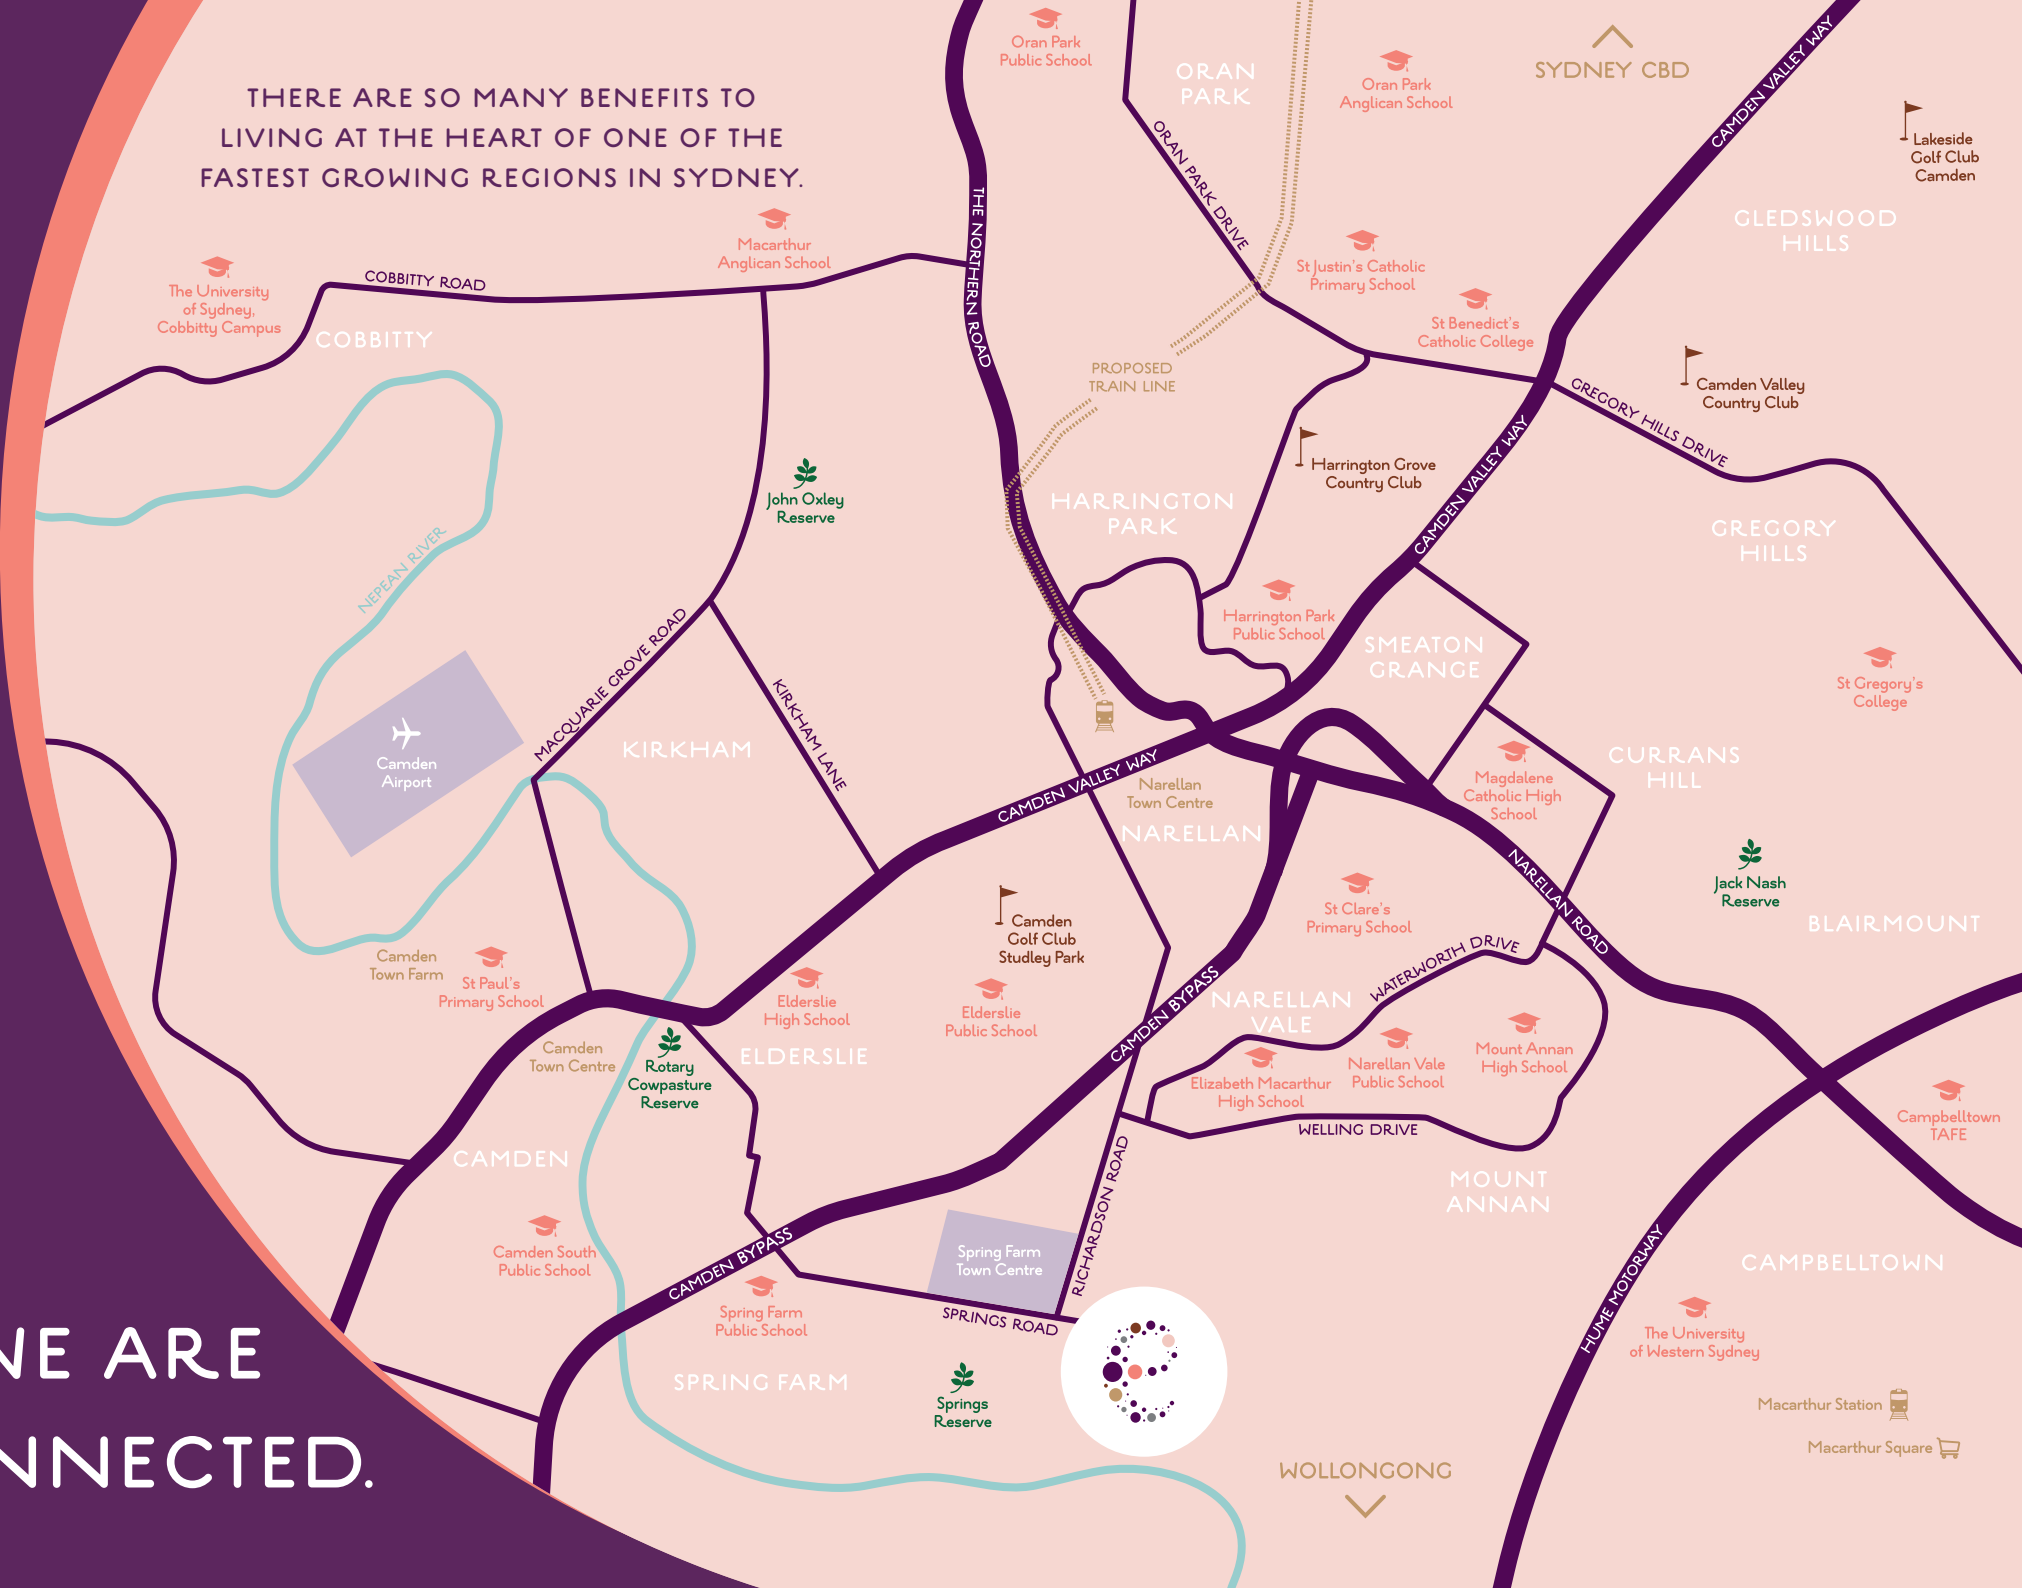 THERE ARE SO MANY BENEFITS TO
LIVING AT THE HEART OF ONE OF THE
FASTEST GROWING REGIONS IN SYDNEY.
Oran Park
Public School
ORAN
PARK
Oran Park
Anglican School
SYDNEY CBD
CAMDEN VALLEY WAY
Lakeside
Golf Club
Camden
GLEDSWOOD
HILLS
ORAN PARK DRIVE
THE NORTHERN ROAD
Macarthur
Anglican School
COBBITTY ROAD
The University
of Sydney,
Cobbitty Campus
COBBITTY
St Justin's Catholic
Primary School
St Benedict's
Catholic College
PROPOSED
TRAIN LINE
Camden Valley
Country Club
GREGORY HILLS DRIVE
CAMDEN VALLEY WAY
Harrington Grove
Country Club
HARRINGTON
PARK
John Oxley
Reserve
NEPEAN RIVER
GREGORY
HILLS
Harrington Park
Public School
SMEATON
GRANGE
St Gregory's
College
MACQUARIE GROVE ROAD
KIRKHAM LANE
KIRKHAM
Camden
Airport
CAMDEN VALLEY WAY
Narellan
Town Centre
NARELLAN
Magdalene
Catholic High
School
CURRANS
HILL
NARELLAN ROAD
Jack Nash
Reserve
BLAIRMOUNT
St Clare's
Primary School
Camden
Golf Club
Studley Park
Camden
Town Farm
St Paul's
Primary School
Elderslie
High School
Elderslie
Public School
WATERWORTH DRIVE
CAMDEN BYPASS
NARELLAN
VALE
Camden
Town Centre
Rotary
Cowpasture
Reserve
ELDERSLIE
Elizabeth Macarthur
High School
Narellan Vale
Public School
Mount Annan
High School
Campbelltown
TAFE
WELLING DRIVE
CAMDEN
RICHARDSON ROAD
MOUNT
ANNAN
Camden South
Public School
CAMDEN BYPASS
Spring Farm
Town Centre
CAMPBELLTOWN
HUME MOTORWAY
Spring Farm
Public School
SPRINGS ROAD
The University
of Western Sydney
SPRING FARM
Springs
Reserve
Macarthur Station
Macarthur Square
WOLLONGONG
WE ARE
NNECTED.